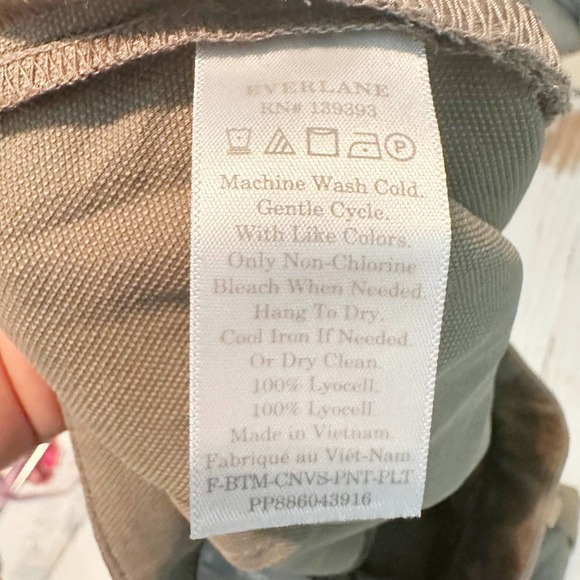 EVERLANE
RN# 139393
P
Machine Wash Cold.
Gentle Cycle.
With Like Colors.
Only Non-Chlorine
Bleach When Needed.
Hang To Dry.
Cool Iron If Needed.
Or Dry Clean.
100% Lyocell.
100% Lyocell
Made in Vietnam.
Fabriqué au Viêt-Nam
F-BTM-CNVS-PNT-PLT
PP886043916